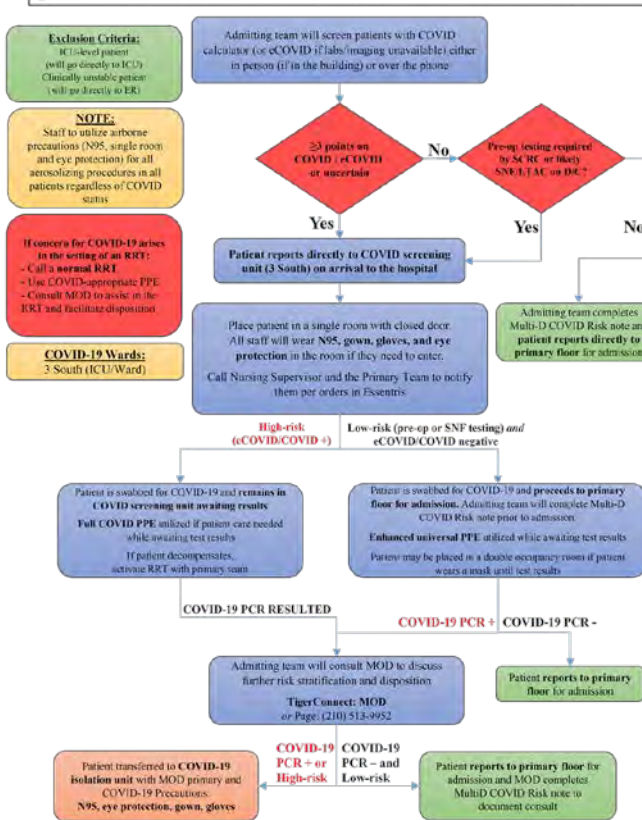 Exclusion Criteria:
ICU-level patient
(will go directly to ICU)
Clinically unstable patient
(will go directly to ER)
Admitting team will screen patients with COVID
calculator (or eCOVID if labs/imaging unavailable) either
in person (if in the building) or over the phone
NOTE:
Staff to utilize airborne
precautions (N95, single room
and eye protection) for all
aerosolizing procedures in all
patients regardless of COVID
status
≥3 points on
COVID / eCOVID
or uncertain
No
Pre-op testing required
by SCRC or likely
SNF/LTAC on D/C?
Yes
Yes
No
If concern for COVID-19 arises
in the setting of an RRT:
- Call a normal RRT
- Use COVID-appropriate PPE
- Consult MOD to assist in the
RRT and facilitate disposition
Patient reports directly to COVID screening
unit (3 South) on arrival to the hospital
Admitting team completes
Multi-D COVID Risk note and
patient reports directly to
primary floor for admission
COVID-19 Wards:
3 South (ICU/Ward)
Place patient in a single room with closed door.
All staff will wear N95, gown, gloves, and eye
protection in the room if they need to enter.
Call Nursing Supervisor and the Primary Team to notify
them per orders in Essentris
High-risk
(eCOVID/COVID +)
Low-risk (pre-op or SNF testing) and
eCOVID/COVID negative
Patient is swabbed for COVID-19 and remains in
COVID screening unit awaiting results
Full COVID PPE utilized if patient care needed
while awaiting test results
If patient decompensates,
activate RRT with primary team
Patient is swabbed for COVID-19 and proceeds to primary
floor for admission. Admitting team will complete Multi-D
COVID Risk note prior to admission.
Enhanced universal PPE utilized while awaiting test results
Patient may be placed in a double occupancy room if patient
wears a mask until test results
COVID-19 PCR RESULTED
COVID-19 PCR +
COVID-19 PCR -
Admitting team will consult MOD to discuss
further risk stratification and disposition
TigerConnect: MOD
or Page: (210) 513-9952
Patient reports to primary
floor for admission
COVID-19
PCR + or
High-risk
COVID-19
PCR – and
Low-risk
Patient transferred to COVID-19
isolation unit with MOD primary and
COVID-19 Precautions:
N95, eye protection, gown, gloves
Patient reports to primary floor for
admission and MOD completes
MultiD COVID Risk note to
document consult